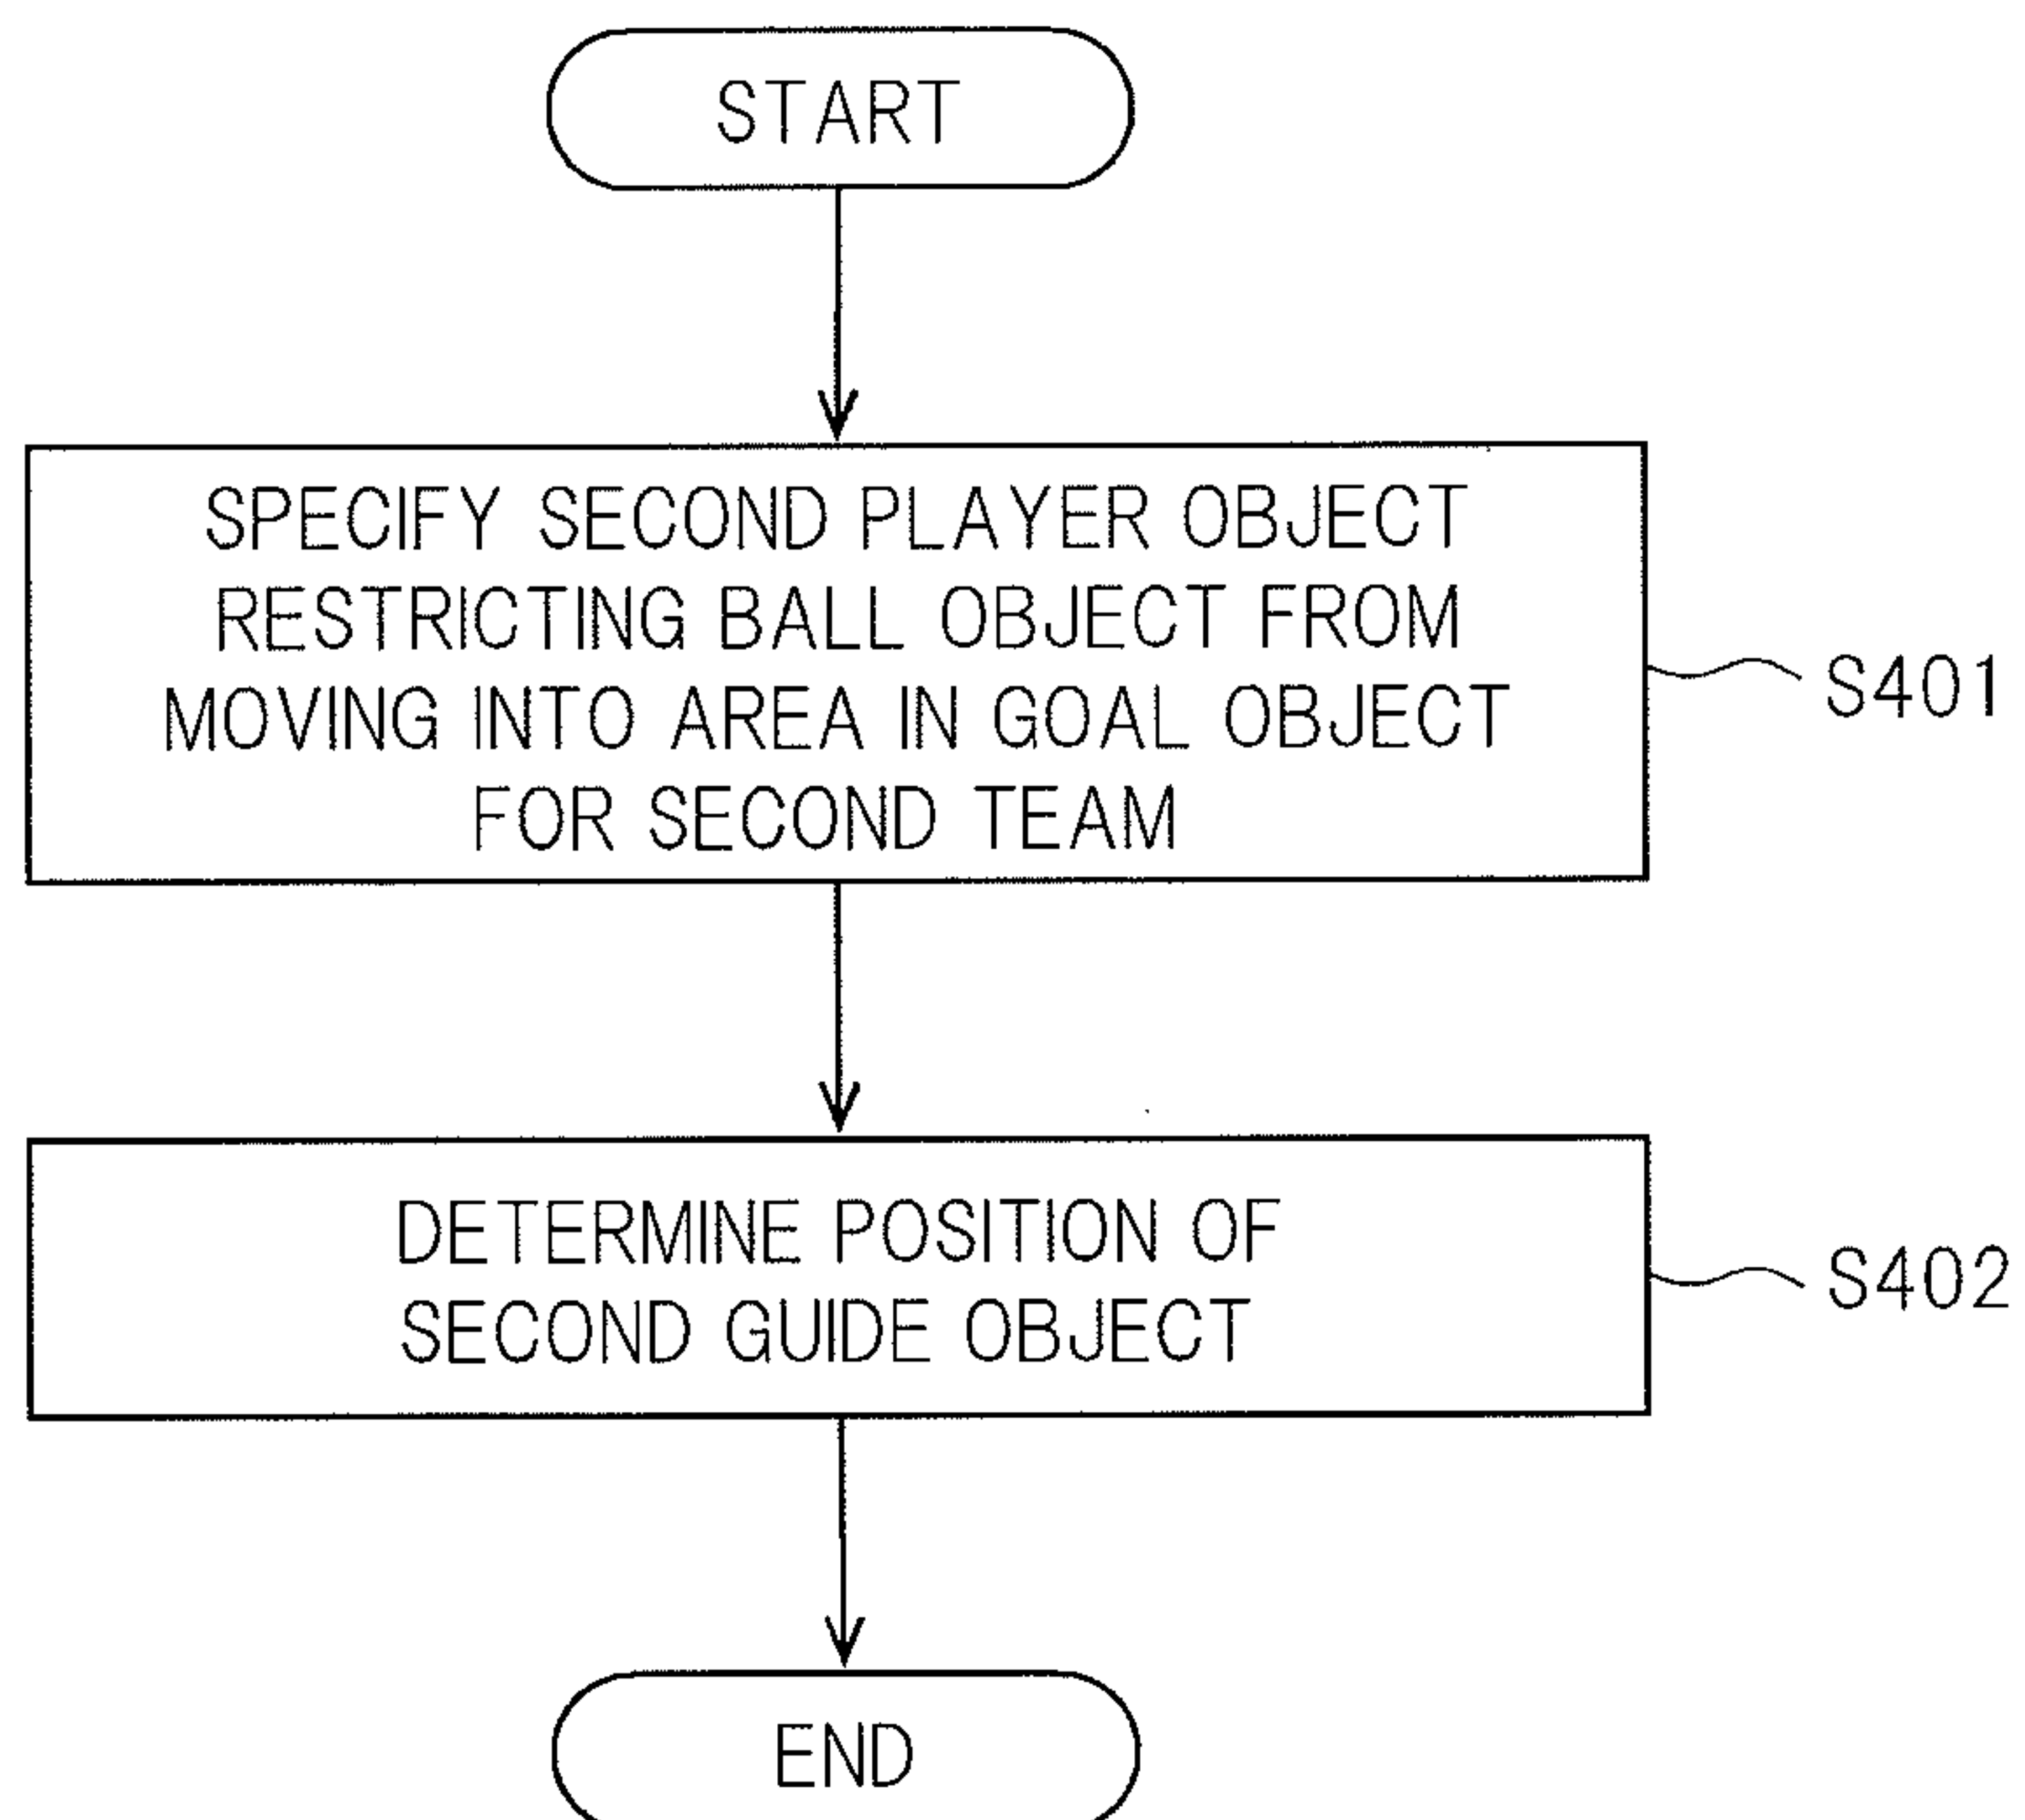 START
SPECIFY SECOND PLAYER OBJECT
RESTRICTING BALL OBJECT FROM
MOVING INTO AREA IN GOAL OBJECT
FOR SECOND TEAM
S401
DETERMINE POSITION OF
SECOND GUIDE OBJECT
S402
END